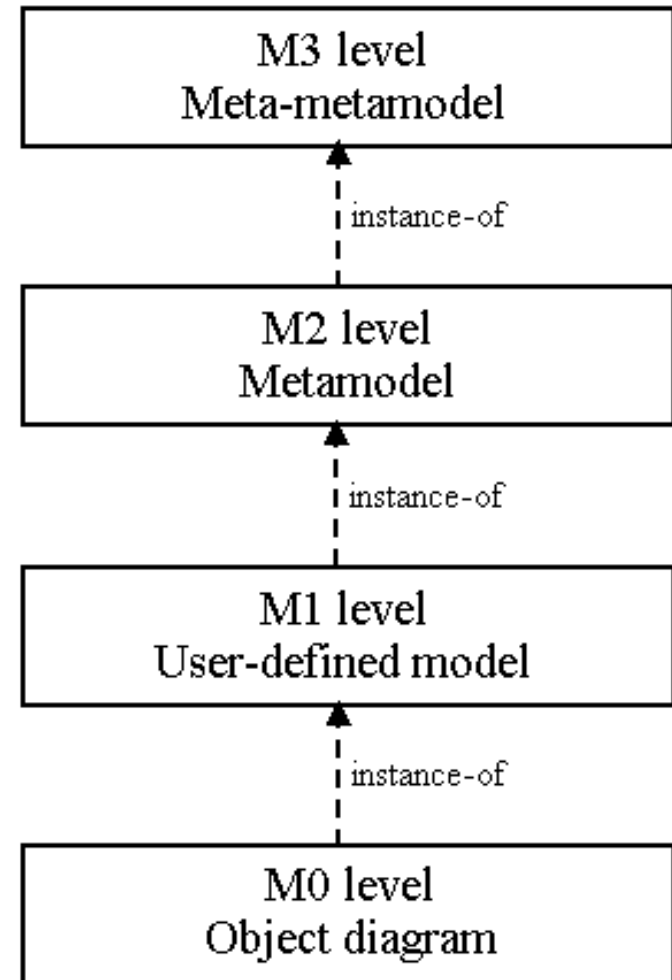 M3 level
Meta-metamodel
instance-of
M2 level
Metamodel
instance-of
M1 level
User-defined model
instance-of
M0 level
Object diagram